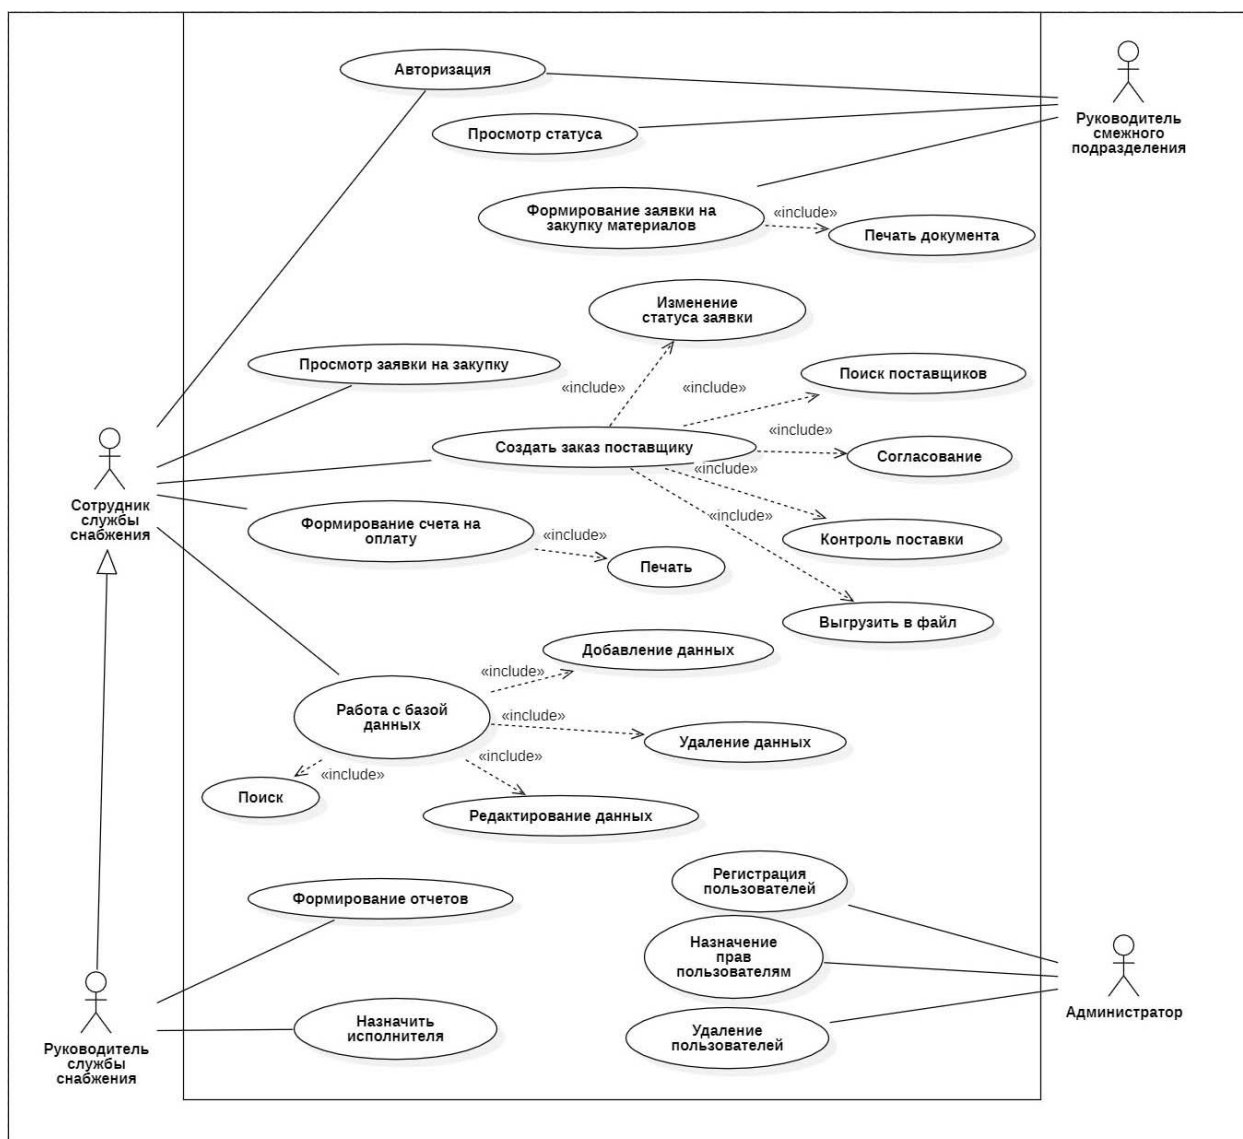 Авторизация
Руководитель
смежного
подразделения
Просмотр статуса
Формирование заявки на
закупку материалов
«include»
Печать документа
Изменение
статуса заявки
Просмотр заявки на закупку
«include»
«include»
Поиск поставщиков
Создать заказ поставщику
«include»
Согласование
«include»
Сотрудник
службы
снабжения
Формирование счета на
оплату
«include»
«include»
Контроль поставки
Печать
Выгрузить в файл
Добавление данных
«include»
Работа с базой
данных
«include»
Удаление данных
«include»
«include»
Поиск
Редактирование данных
Регистрация
пользователей
Формирование отчетов
Назначение
прав
пользователям
Администратор
Назначить
исполнителя
Удаление
пользователей
Руководитель
службы
снабжения